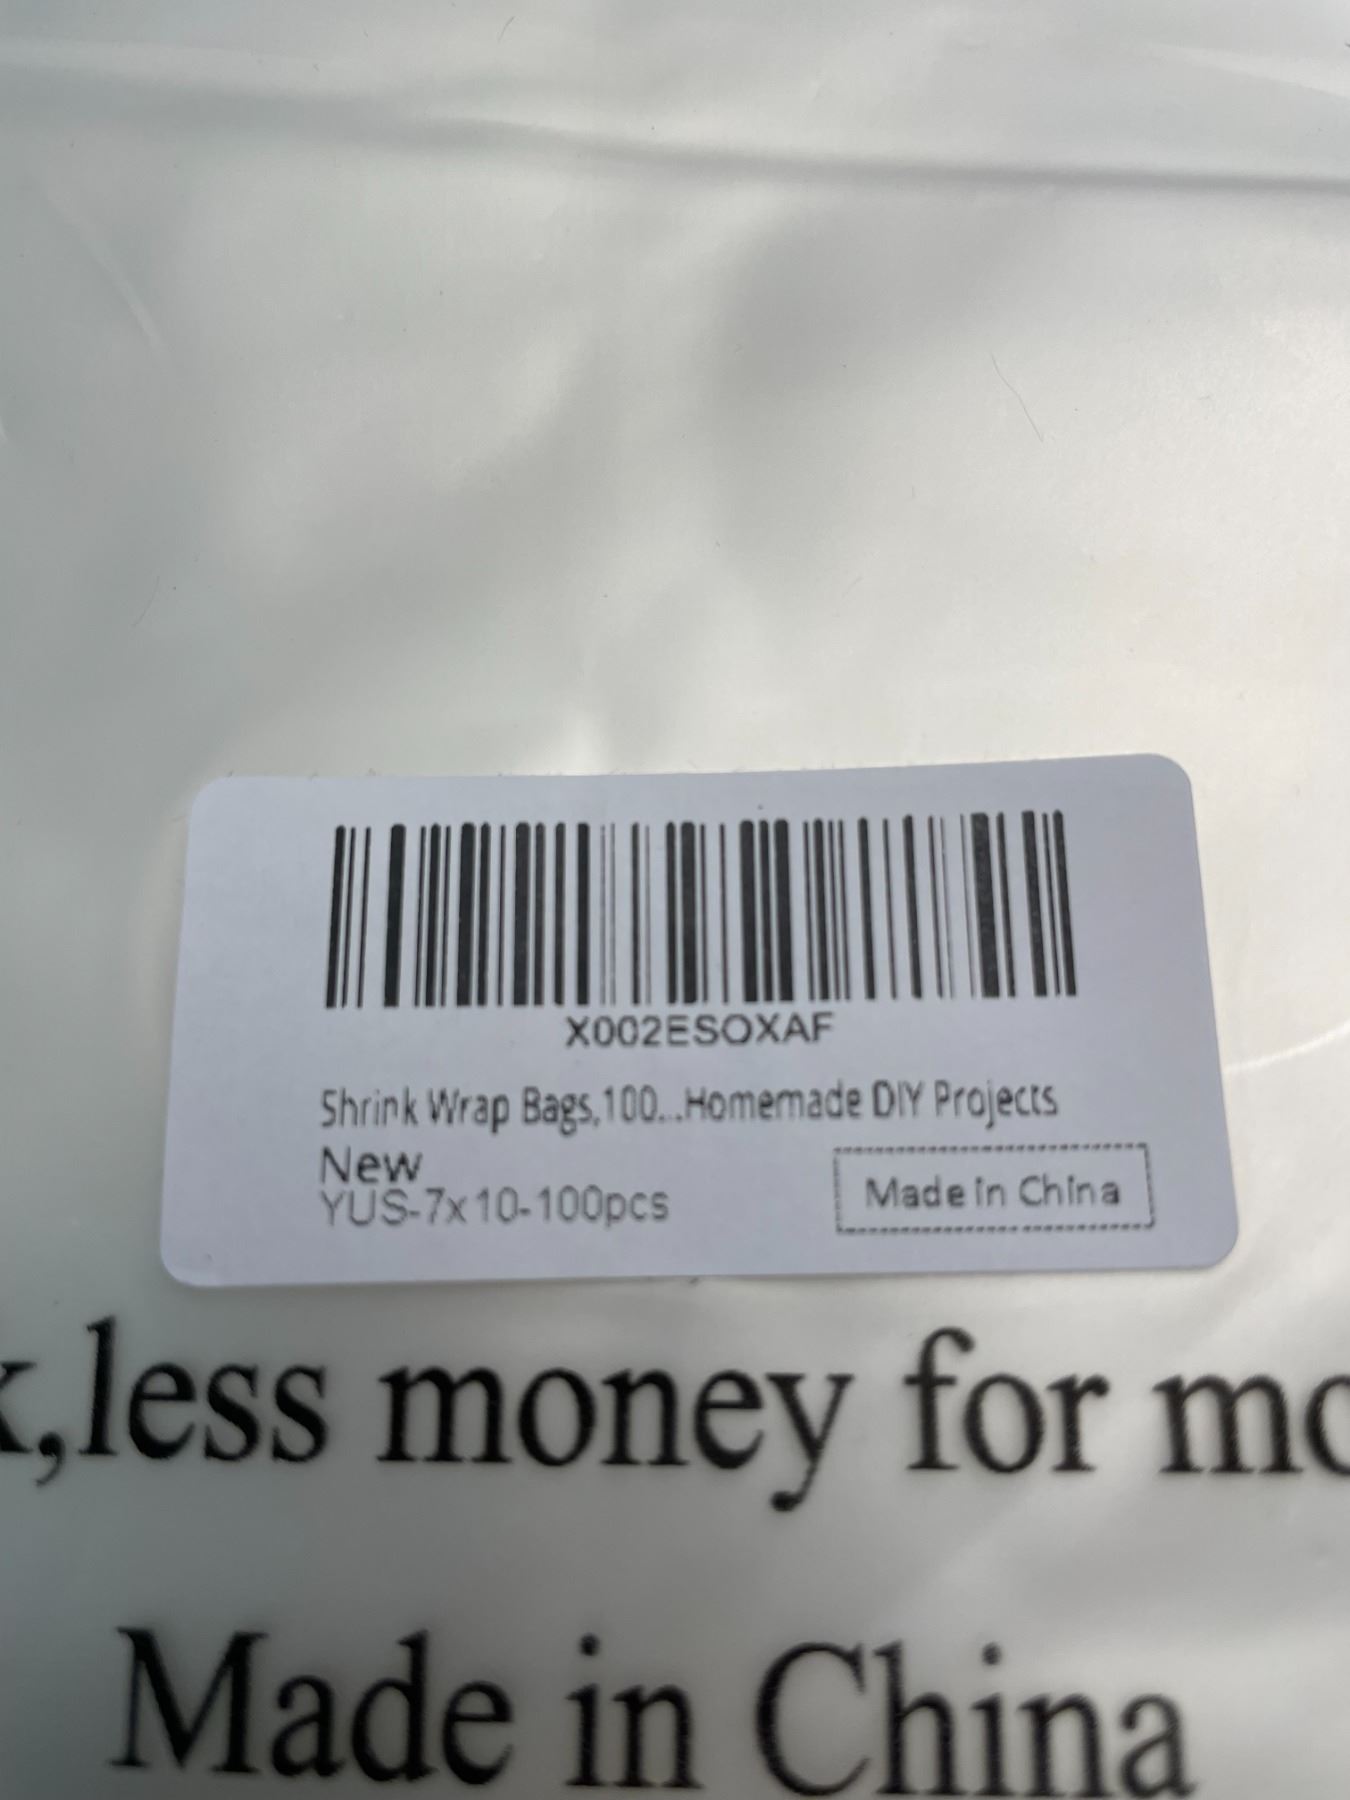 X002ESOXAF
Shrink Wrap Bags,100...Homemade DIY Projects
New
YUS-7x10-100pcs
Made in China
,less money for
Made in China